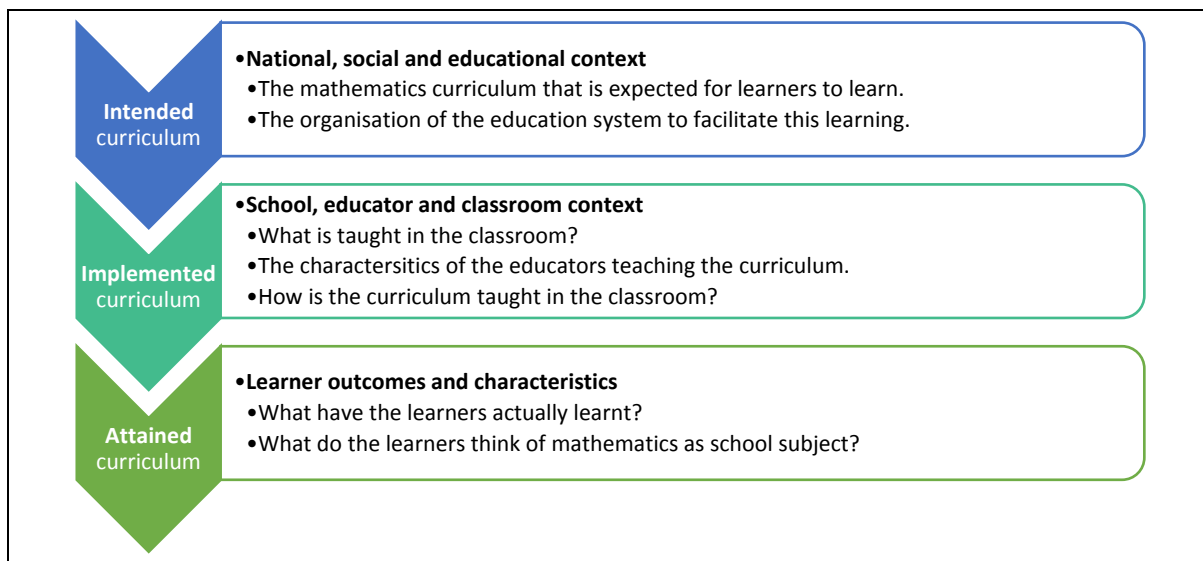 Intended
curriculum
•National, social and educational context
•The mathematics curriculum that is expected for learners to learn.
•The organisation of the education system to facilitate this learning.
Implemented
curriculum
•School, educator and classroom context
•What is taught in the classroom?
•The charactersitics of the educators teaching the curriculum.
•How is the curriculum taught in the classroom?
Attained
curriculum
•Learner outcomes and characteristics
•What have the learners actually learnt?
•What do the learners think of mathematics as school subject?